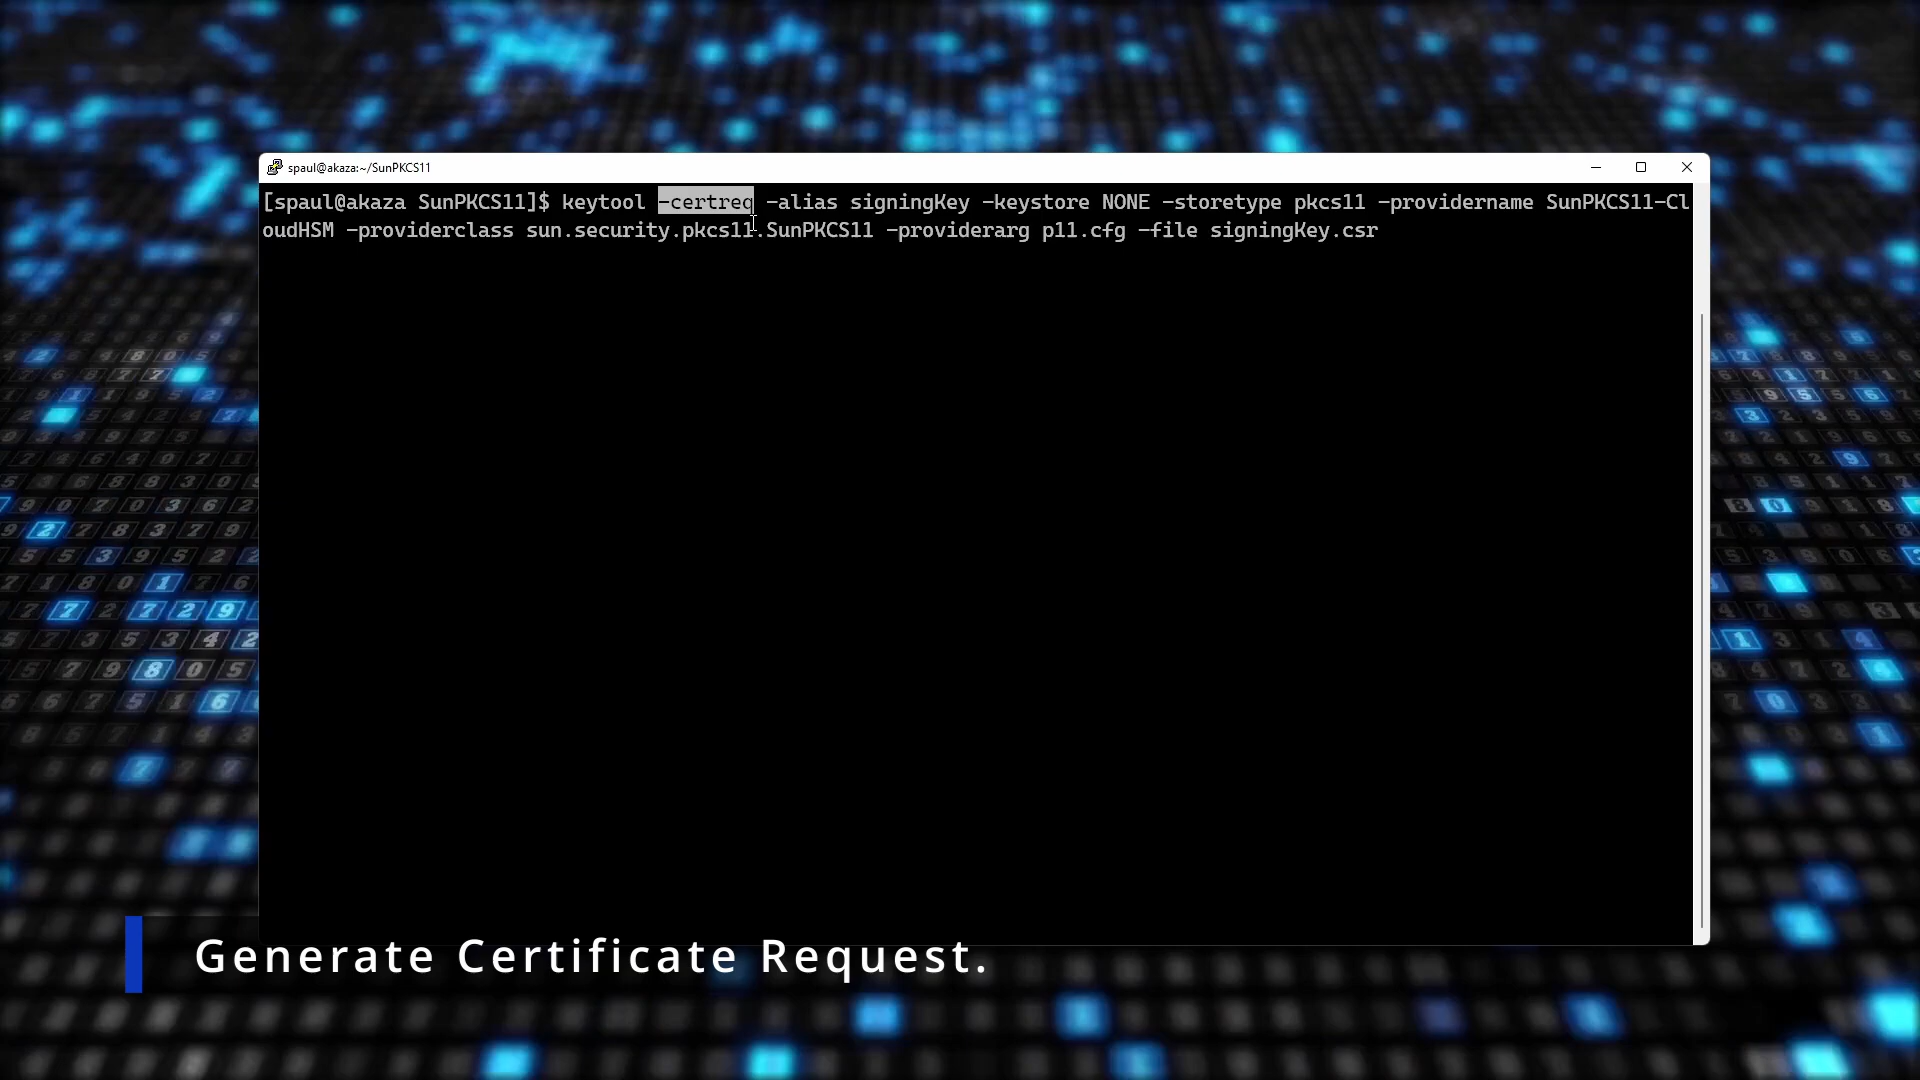 spaul@akaza:~/SunPKCS11
[spaul@akaza SunPKCS11]$ keytool -certreq -alias signingKey -keystore NONE -storetype pkcs11 -providername SunPKCS11-Cl
oudHSM -providerclass sun.security.pkcs11.SunPKCS11 -providerarg p11.cfg -file signingKey.csr
Generate Certificate Request.